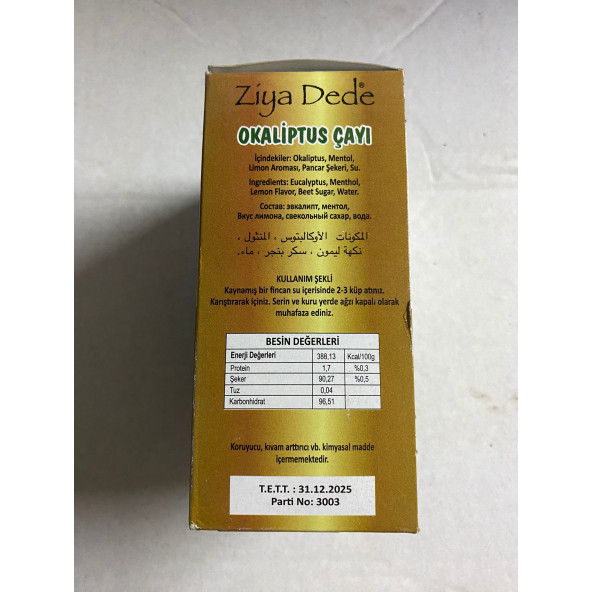 Ziya Dede®
OKALİPTUS ÇAYI
İçindekiler: Okaliptus, Mentol,
Limon Aroması, Pancar Şekeri, Su.
Ingredients: Eucalyptus, Menthol,
Lemon Flavor, Beet Sugar, Water.
Состав: эвкалипт, ментол,
Вкус лимона, свекольный сахар, вода.
المكونات الأوكاليتوس ، المنثول ،
نكهة ليمون ، سكر بنجر ، ماء.
KULLANIM ŞEKLİ
Kaynamış bir fincan su içerisinde 2-3 küp atınız.
Karıştırarak içiniz. Serin ve kuru yerde ağzı kapalı olarak
muhafaza ediniz.
BESİN DEĞERLERİ
Enerji Değerleri 388,13 Kcal/100g
Protein 1,7 %0,3
Şeker 90,27 %0,5
Tuz 0,04
Karbonhidrat 96,51
Koruyucu, kıvam arttırıcı vb. kimyasal madde
içermemektedir.
T.E.T.T. : 31.12.2025
Parti No: 3003